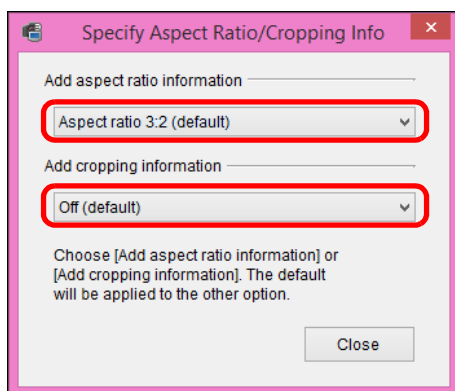 Specify Aspect Ratio/Cropping Info
Add aspect ratio information
Aspect ratio 3:2 (default)
Add cropping information
Off (default)
Choose [Add aspect ratio information] or
[Add cropping information]. The default
will be applied to the other option.
Close